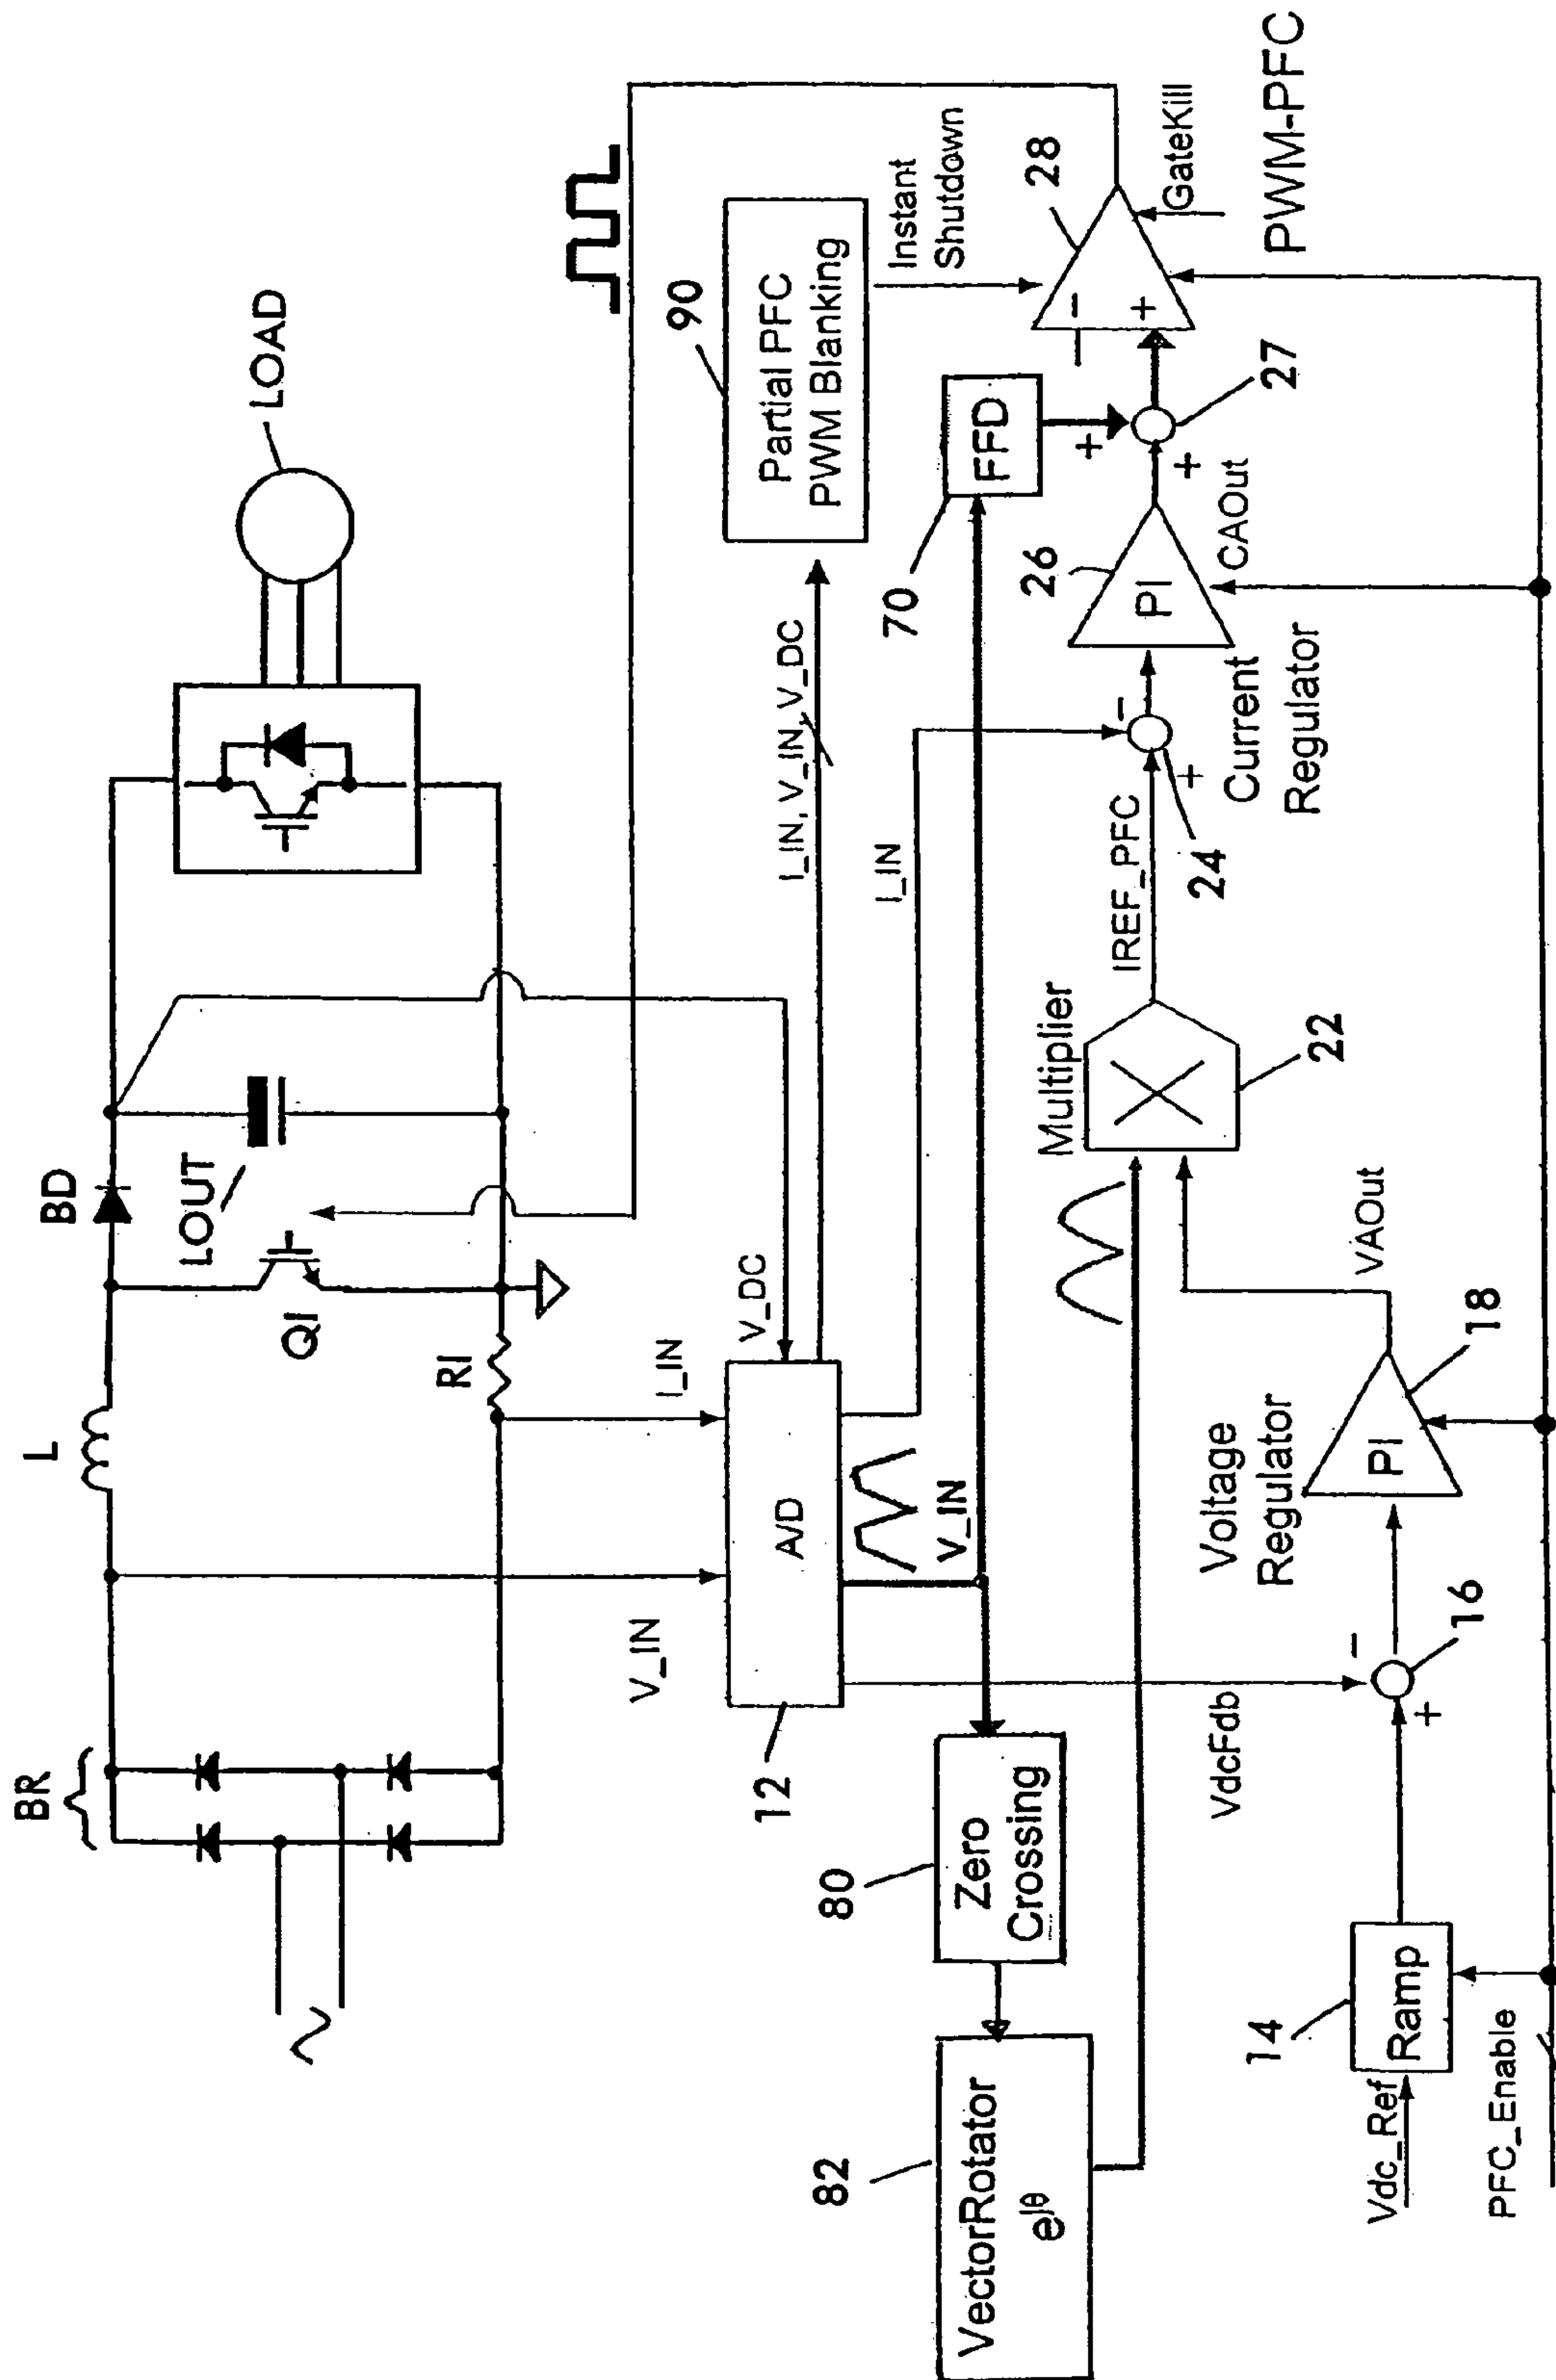 BR
L
BD
LOAD
QI
LOUT
RI
V_IN
I_IN
V_DC
12
A/D
V_IN
I_IN, V_IN, V_DC
I_IN
90
Partial PFC
PWM Blanking
Instant
Shutdown
80
Zero
Crossing
82
VectorRotator
e^jθ
70
FFD
+
+
27
28
-
+
GateKill
PWM-PFC
VdcFdb
Multiplier
22
IREF_PFC
-
+
24
26
PI
CAOut
Current
Regulator
Vdc_Ref
14
Ramp
-
+
16
Voltage
Regulator
PI
18
VAOut
PFC_Enable